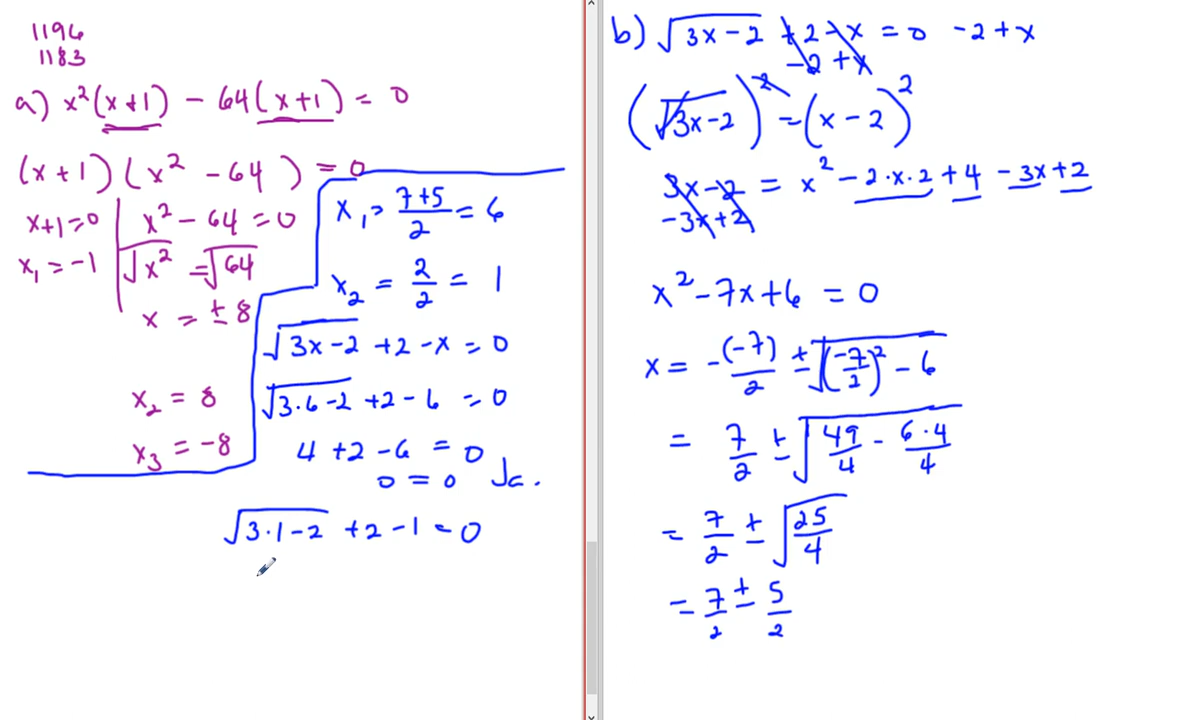 1196
1183
a) x²(x+1) - 64(x+1) = 0
(x+1)(x² - 64) = 0
x+1=0 | x² - 64 = 0
x₁ = -1 | √x² = √64
x = ± 8
x₂ = 8
x₃ = -8
x₁ = (7+5)/2 = 6
x₂ = 2/2 = 1
√(3x-2) + 2 - x = 0
√(3·6-2) + 2 - 6 = 0
4 + 2 - 6 = 0
0 = 0 Ja.
√(3·1-2) + 2 - 1 = 0
b) √(3x-2) + 2 - x = 0 - 2 + x
-2 + x
(√(3x-2))² = (x-2)²
3x-2 = x² - 2·x·2 + 4 - 3x + 2
-3x+2
x² - 7x + 6 = 0
x = -(-7)/2 ± √((-7/2)² - 6)
= 7/2 ± √(49/4 - 6·4/4)
= 7/2 ± √(25/4)
= 7/2 ± 5/2